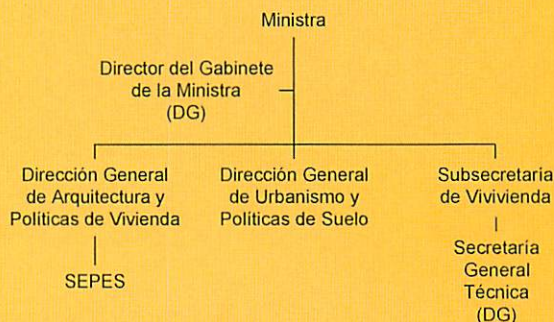 Ministra
Director del Gabinete
de la Ministra
(DG)
Dirección General
de Arquitectura y
Políticas de Vivienda
SEPES
Dirección General
de Urbanismo y
Políticas de Suelo
Subsecretaria
de Vivivienda
Secretaría
General
Técnica
(DG)